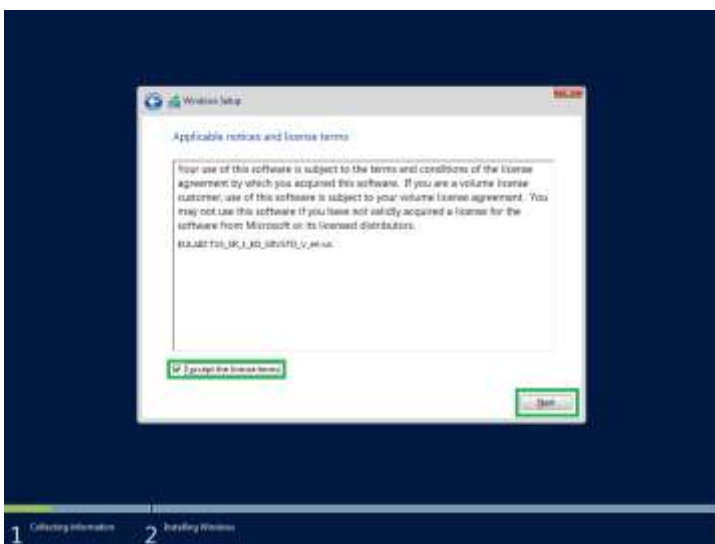 Windows Setup
Applicable notices and license terms
Your use of this software is subject to the terms and conditions of the license
agreement by which you acquired this software. If you are a volume license
customer, use of this software is subject to your volume license agreement. You
may not use this software if you have not validly acquired a license for the
software from Microsoft or its licensed distributors.
I accept the license terms
Next
1 Collecting information 2 Installing Windows